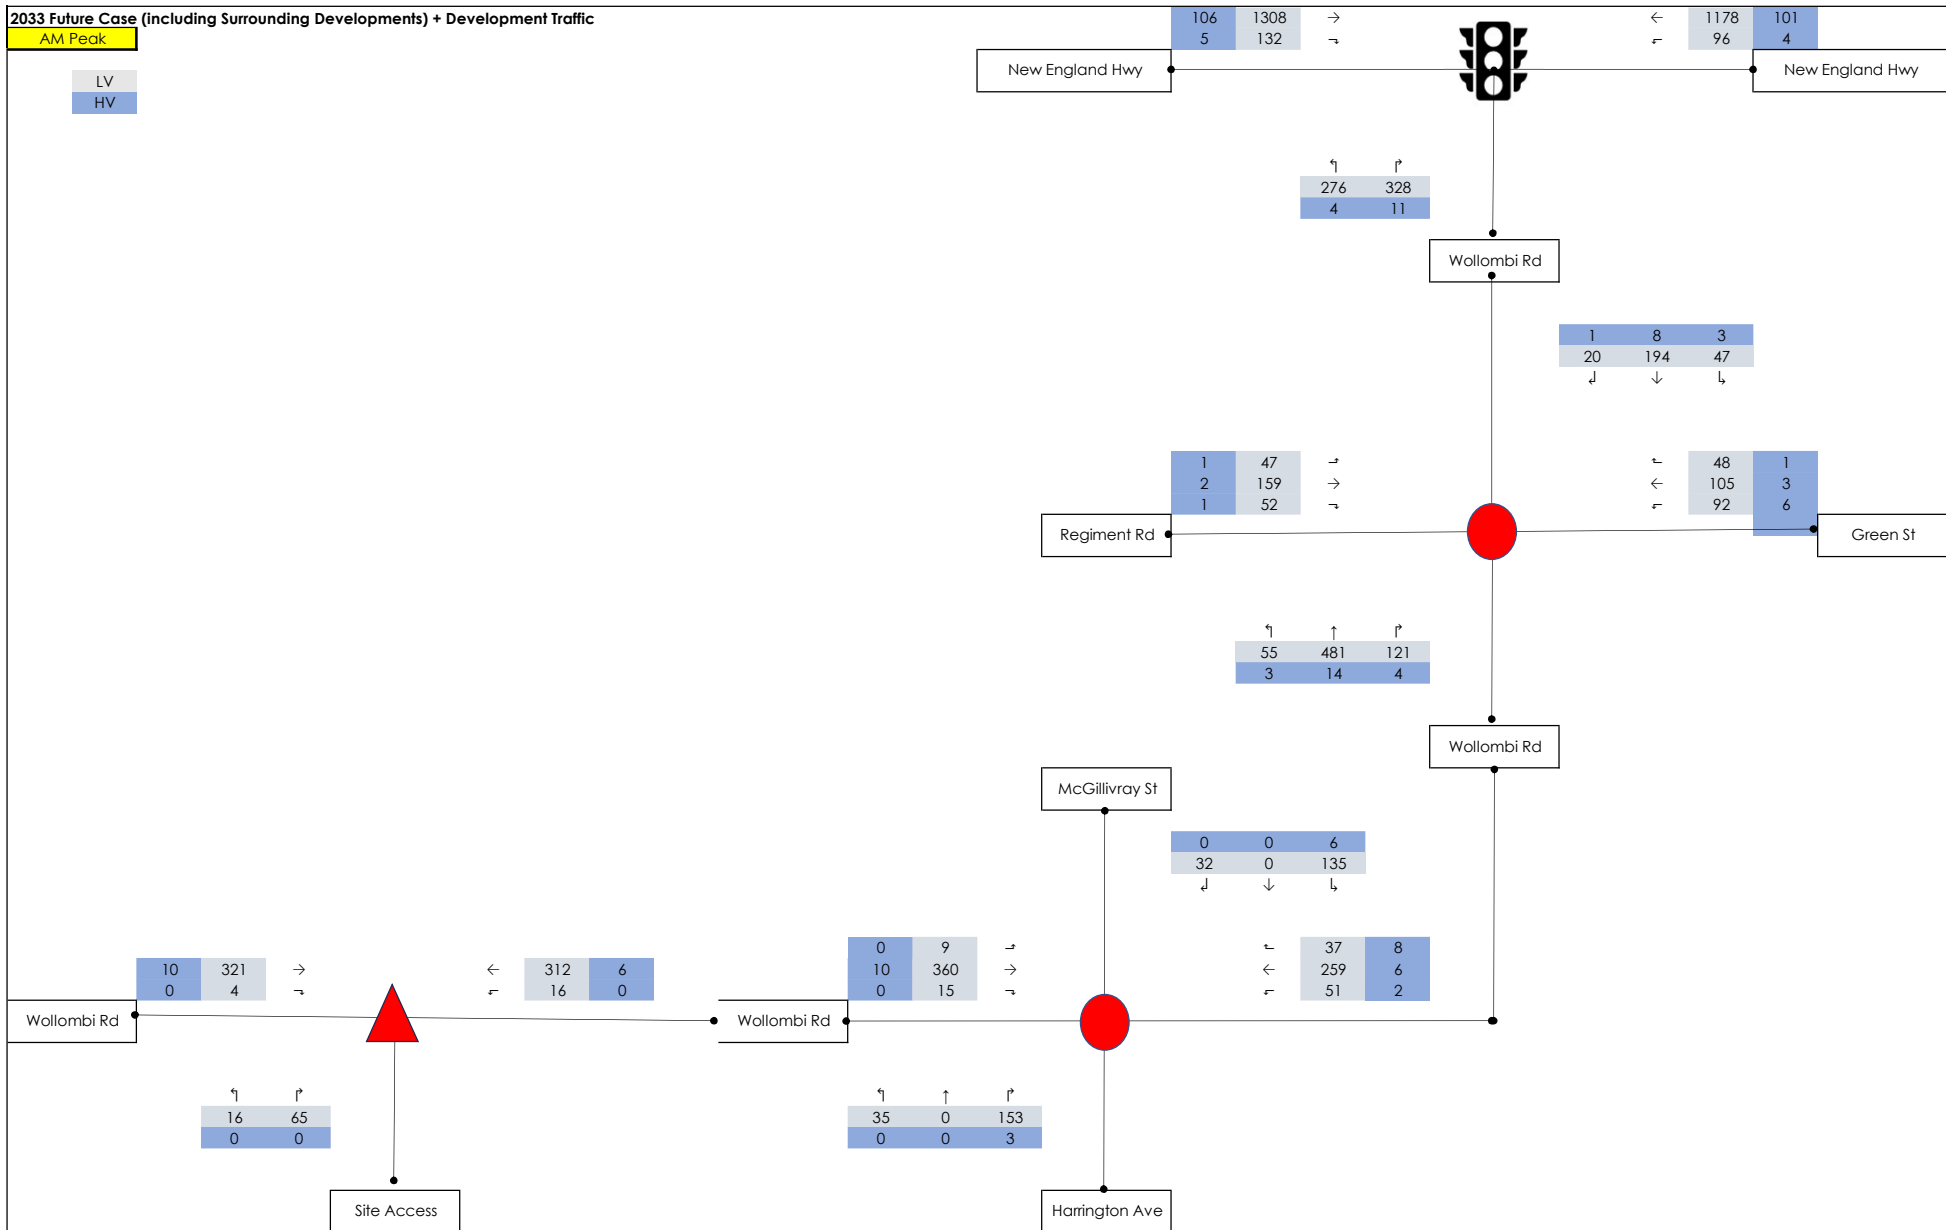 2033 Future Case (including Surrounding Developments) + Development Traffic
AM Peak
LV
HV
106 1308 → ← 1178 101
5 132 ⬎ ⬐ 96 4
New England Hwy
New England Hwy
↰ ↱
276 328
4 11
Wollombi Rd
1 8 3
20 194 47
↲ ↓ ↳
1 47 ⬏ ⬑ 48 1
2 159 → ← 105 3
1 52 ⬎ ⬐ 92 6
Regiment Rd
Green St
↰ ↑ ↱
55 481 121
3 14 4
Wollombi Rd
McGillivray St
0 0 6
32 0 135
↲ ↓ ↳
0 9 ⬏ ⬑ 37 8
10 360 → ← 259 6
0 15 ⬎ ⬐ 51 2
10 321 → ← 312 6
0 4 ⬎ ⬐ 16 0
Wollombi Rd
Wollombi Rd
↰ ↱
16 65
0 0
↰ ↑ ↱
35 0 153
0 0 3
Site Access
Harrington Ave